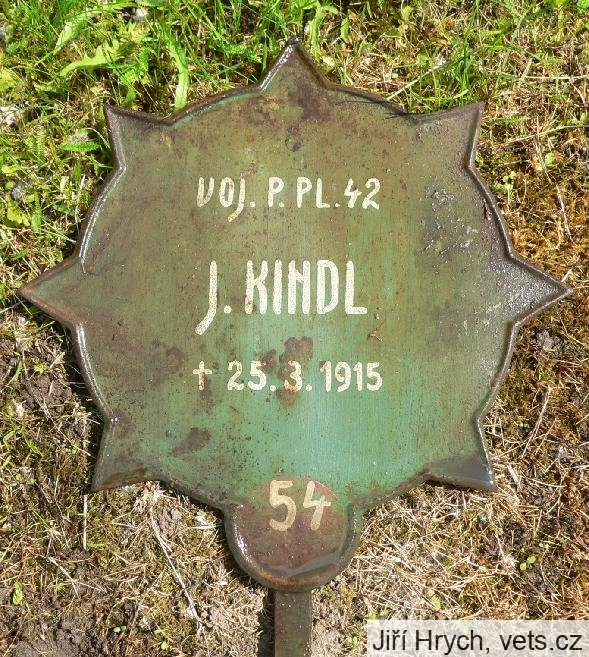 VOJ. P. PL. 42
J. KINDL
† 25. 3. 1915
54
Jiří Hrych, vets.cz